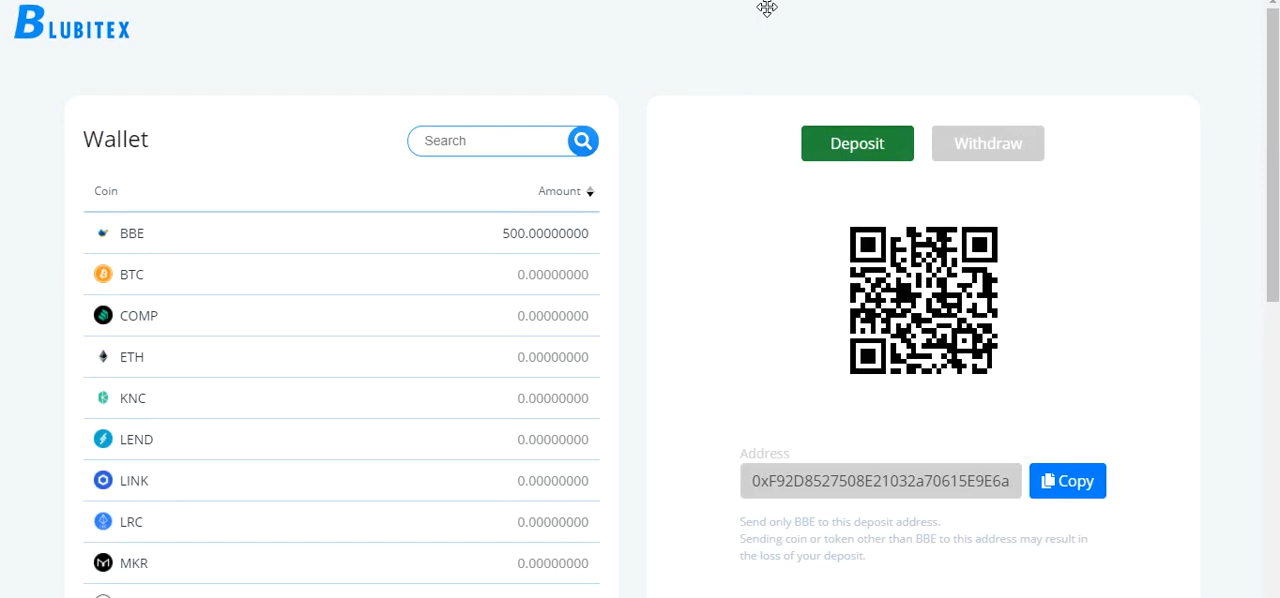 BLUBITEX
Wallet
Search
Deposit
Withdraw
Coin
Amount
BBE
500.00000000
BTC
0.00000000
COMP
0.00000000
ETH
0.00000000
KNC
0.00000000
LEND
0.00000000
LINK
0.00000000
LRC
0.00000000
MKR
0.00000000
Address
0xF92D8527508E21032a70615E9E6a
Copy
Send only BBE to this deposit address.
Sending coin or token other than BBE to this address may result in
the loss of your deposit.